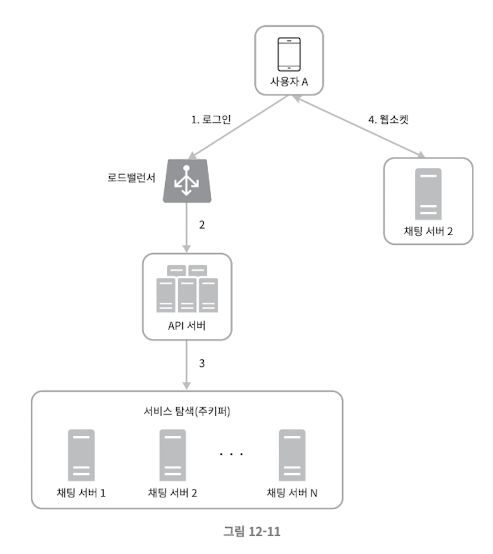 사용자 A
1. 로그인
4. 웹소켓
로드밸런서
채팅 서버 2
2
API 서버
3
서비스 탐색(주키퍼)
. . .
채팅 서버 1
채팅 서버 2
채팅 서버 N
그림 12-11